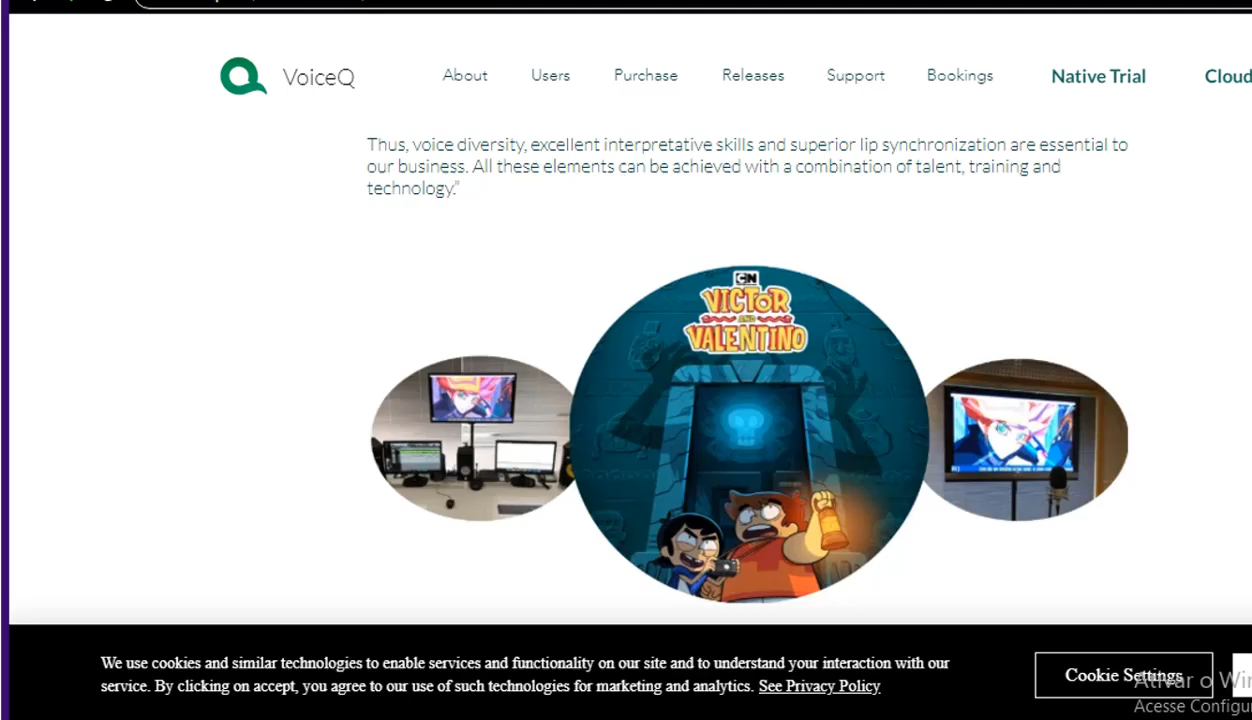 VoiceQ
About Users Purchase Releases Support Bookings Native Trial Cloud
Thus, voice diversity, excellent interpretative skills and superior lip synchronization are essential to
our business. All these elements can be achieved with a combination of talent, training and
technology."
CN
VICTOR
AND
VALENTINO
We use cookies and similar technologies to enable services and functionality on our site and to understand your interaction with our
service. By clicking on accept, you agree to our use of such technologies for marketing and analytics. See Privacy Policy
Cookie Settings
Ativar o Win
Acesse Configu